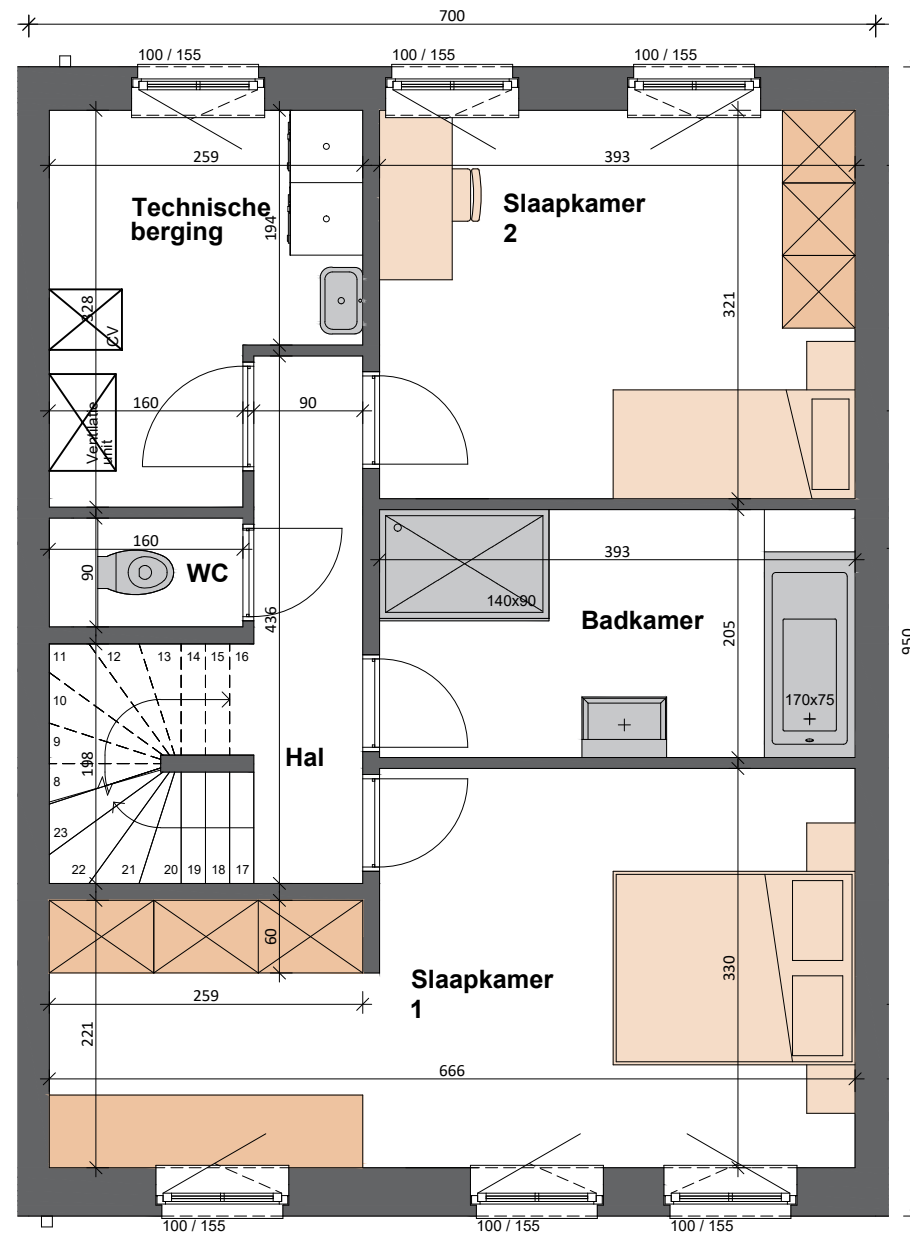 700
100 / 155
100 / 155
100 / 155
259
393
Technische
berging
194
Slaapkamer
2
328
CV
321
160
90
Ventilatie
unit
160
90
WC
393
140x90
436
Badkamer
205
950
170x75
11
12
13
14
15
16
10
9
198
8
Hal
23
22
21
20
19
18
17
60
Slaapkamer
1
330
259
221
666
100 / 155
100 / 155
100 / 155